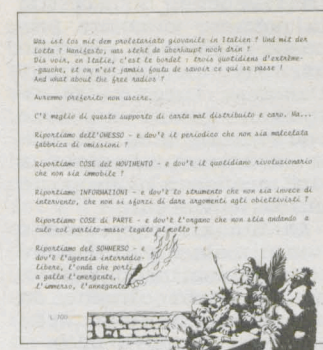 Was ist los mit dem proletariato giovanile in Italien ? Und mit der
Lotta ? Manifesto, was steht da überhaupt noch drin ?
Dis voir, en Italie, c'est le bordel : trois quotidiens d'extrême-
-gauche, et on n'est jamais foutu de savoir ce qui se passe !
And what about the free radios ?
Avremmo preferito non uscire.
C'è meglio di questo supporto di carta mal distribuito e caro. Ma...
Riportiamo dell'OMESSO - e dov'è il periodico che non sia malcelata
fabbrica di omissioni ?
Riportiamo COSE del MOVIMENTO - e dov'è il quotidiano rivoluzionario
che non sia immobile !
Riportiamo INFORMAZIONI - e dov'è lo strumento che non sia invece di
intervento, che non si sforzi di dare argomenti agli obiettivisti ?
Riportiamo COSE di PARTE - e dov'è l'organo che non stia andando a
culo col partito-messo legato al collo ?
Riportiamo del SOMMERSO - e
dov'è l'agenzia interradio-
libera, l'onda che porti
a galla l'emergente,
l'immerso, l'annegante